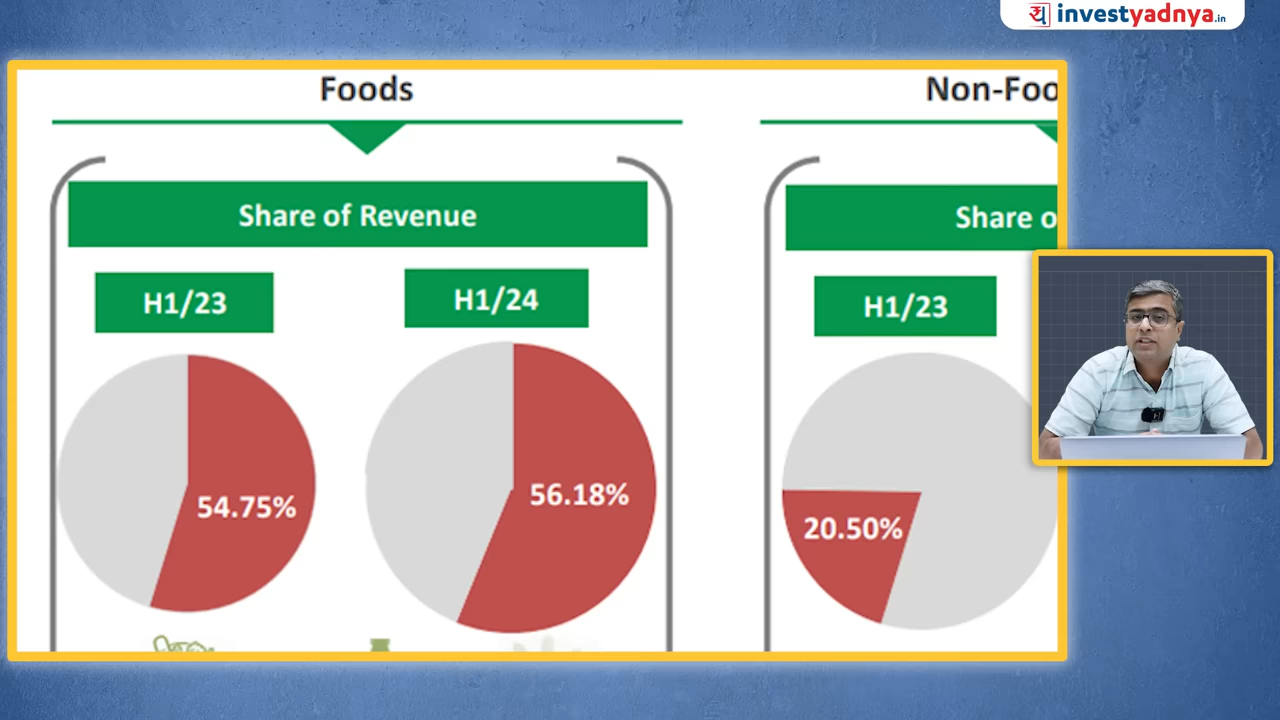 य investyadnya.in
Foods
Non-Foo
Share of Revenue
Share o
H1/23
H1/24
H1/23
54.75%
56.18%
20.50%